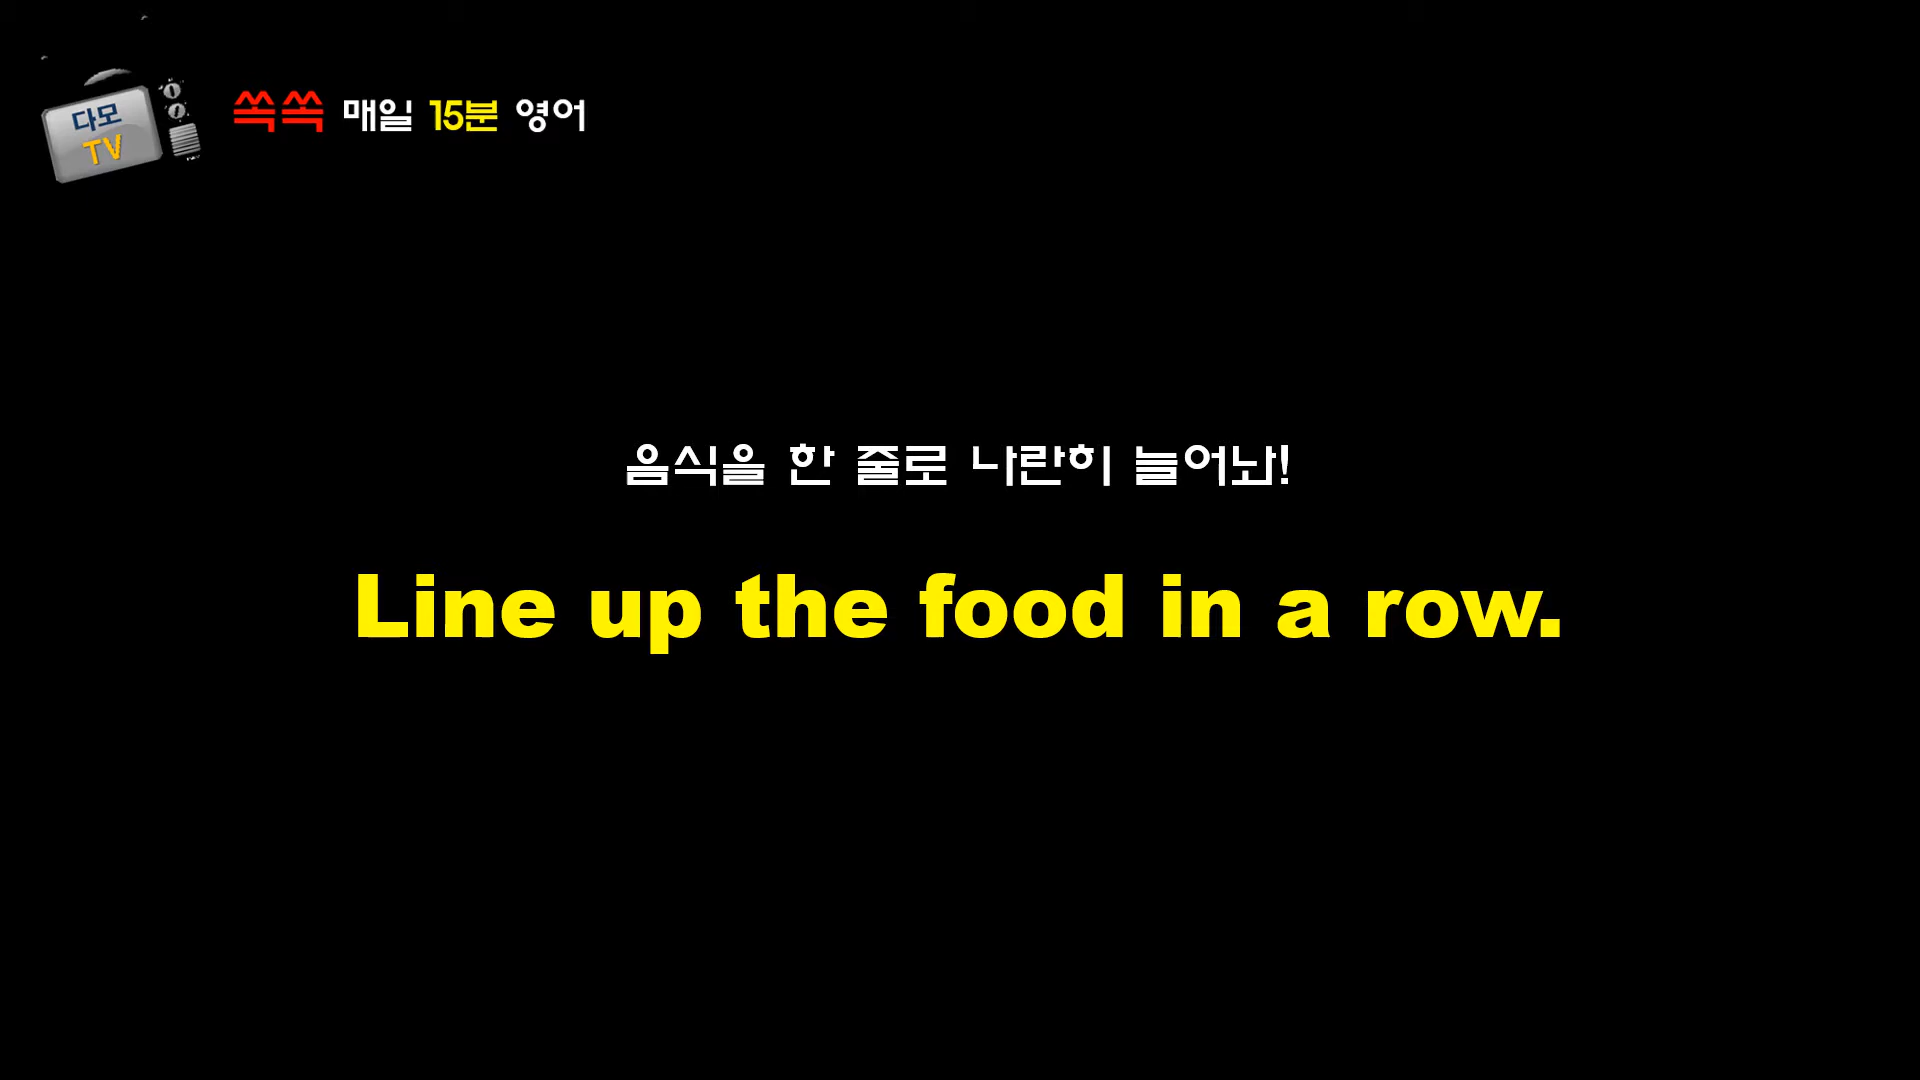 다모
TV
쏙쏙 매일 15분 영어
음식을 한 줄로 나란히 늘어놔!
Line up the food in a row.